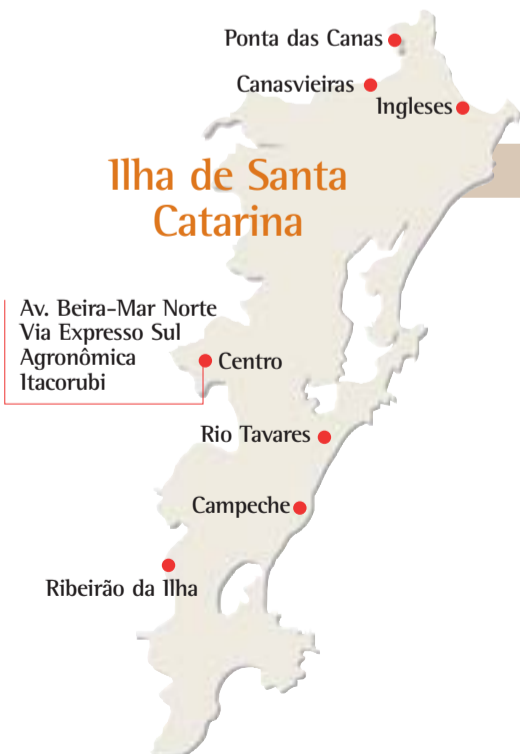 Ponta das Canas
Canasvieiras
Ingleses
Ilha de Santa
Catarina
Av. Beira-Mar Norte
Via Expresso Sul
Agronômica
Itacorubi
Centro
Rio Tavares
Campeche
Ribeirão da Ilha